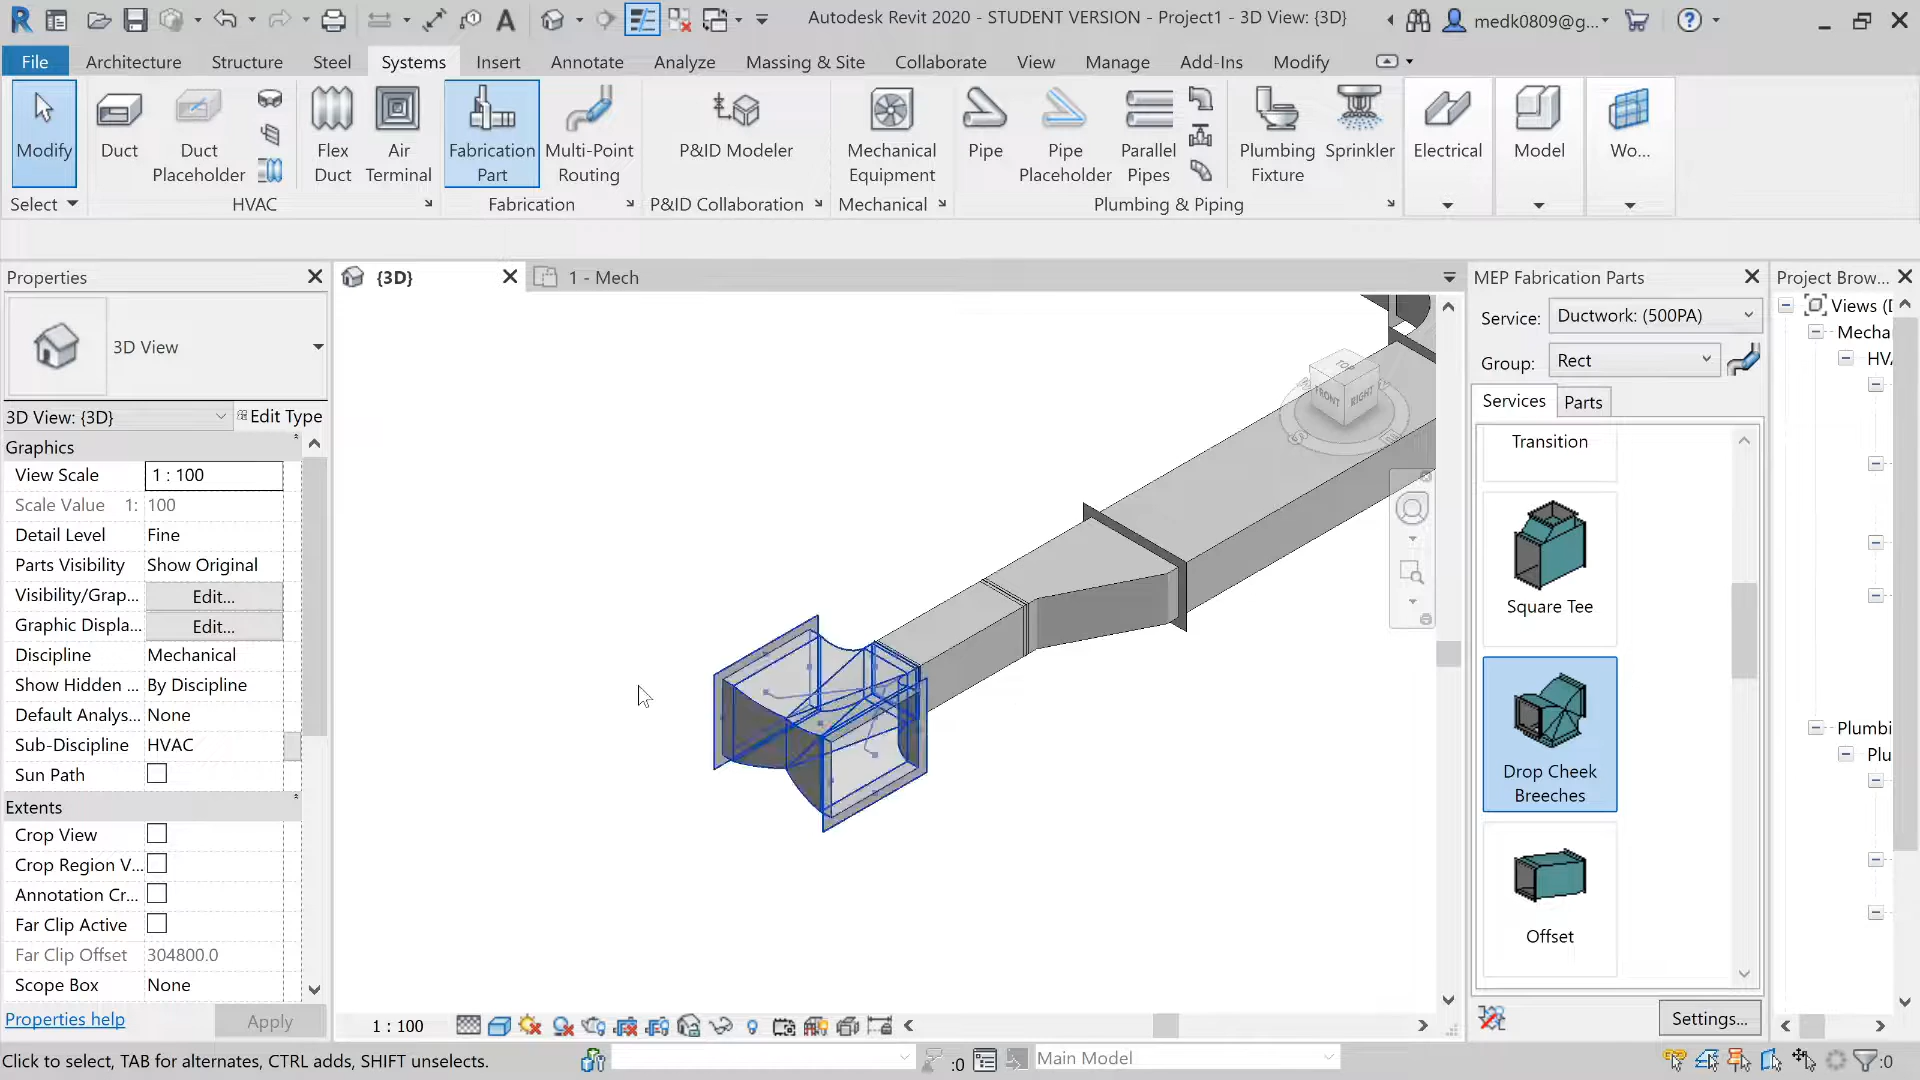 Autodesk Revit 2020 - STUDENT VERSION - Project1 - 3D View: {3D}
medk0809@g...
File Architecture Structure Steel Systems Insert Annotate Analyze Massing & Site Collaborate View Manage Add-Ins Modify
Modify
Duct
Duct Placeholder
Flex Duct
Air Terminal
Fabrication Part
Multi-Point Routing
P&ID Modeler
Mechanical Equipment
Pipe
Pipe Placeholder
Parallel Pipes
Plumbing Fixture
Sprinkler
Electrical
Model
Wo...
Select
HVAC
Fabrication
P&ID Collaboration
Mechanical
Plumbing & Piping
Properties
{3D}
1 - Mech
MEP Fabrication Parts
Project Brow...
3D View
3D View: {3D}
Edit Type
Graphics
View Scale 1 : 100
Scale Value 1: 100
Detail Level Fine
Parts Visibility Show Original
Visibility/Grap... Edit...
Graphic Displa... Edit...
Discipline Mechanical
Show Hidden ... By Discipline
Default Analys... None
Sub-Discipline HVAC
Sun Path
Extents
Crop View
Crop Region V...
Annotation Cr...
Far Clip Active
Far Clip Offset 304800.0
Scope Box None
Properties help
Apply
TOP
FRONT
RIGHT
Service: Ductwork: (500PA)
Group: Rect
Services Parts
Transition
Square Tee
Drop Cheek Breeches
Offset
Settings...
Views (
Mecha
HV
Plumbi
Plu
1 : 100
Click to select, TAB for alternates, CTRL adds, SHIFT unselects.
:0
Main Model
:0